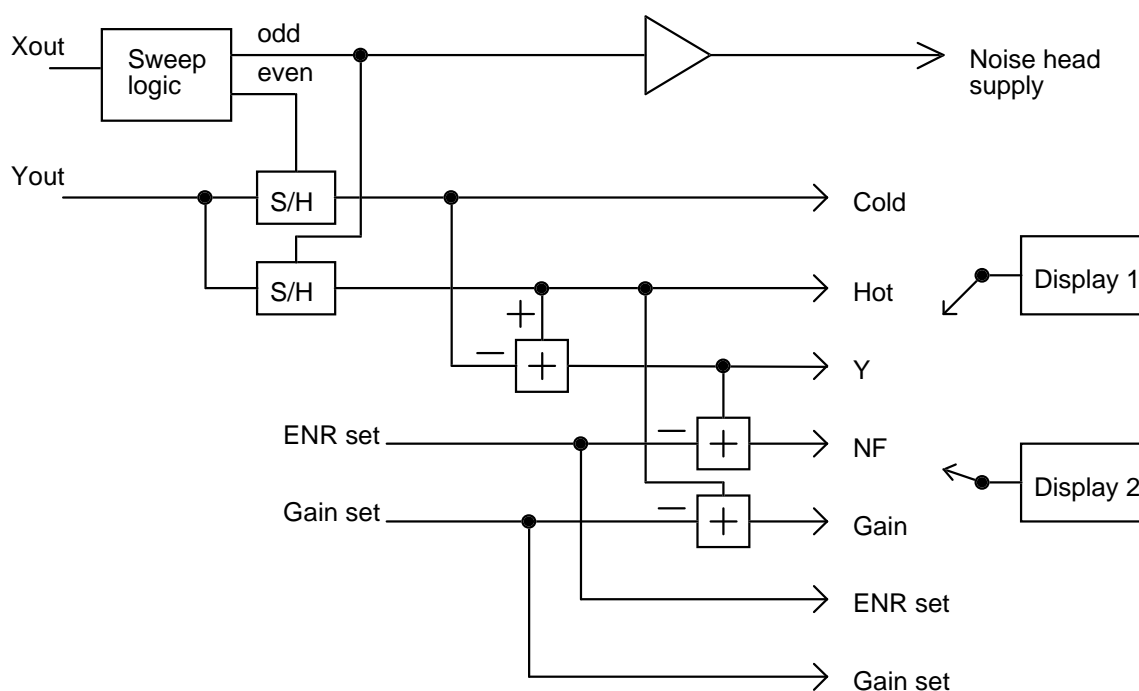 Xout
Sweep
logic
odd
even
Noise head
supply
Yout
S/H
Cold
S/H
Hot
Display 1
+
−
+
Y
ENR set
−
+
NF
Display 2
Gain set
−
+
Gain
ENR set
Gain set